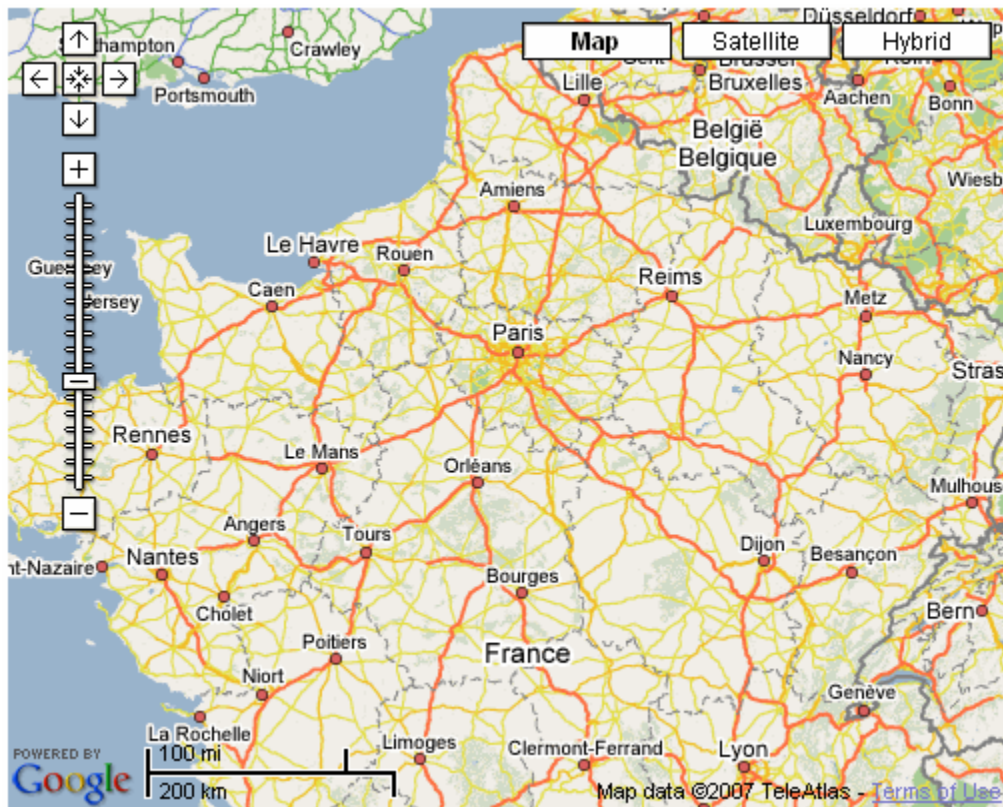 Map
Satellite
Hybrid
Düsseldorf
Crawley
Portsmouth
Lille
Bruxelles
Aachen
Bonn
België
Belgique
Amiens
Luxembourg
Le Havre
Rouen
Reims
Metz
Caen
Paris
Nancy
Rennes
Le Mans
Orléans
Angers
Tours
Nantes
Dijon
Besançon
Bourges
Cholet
Bern
Poitiers
France
Niort
Genève
La Rochelle
Limoges
Clermont-Ferrand
Lyon
100 mi
200 km
POWERED BY
Google
Map data ©2007 TeleAtlas - Terms of Use